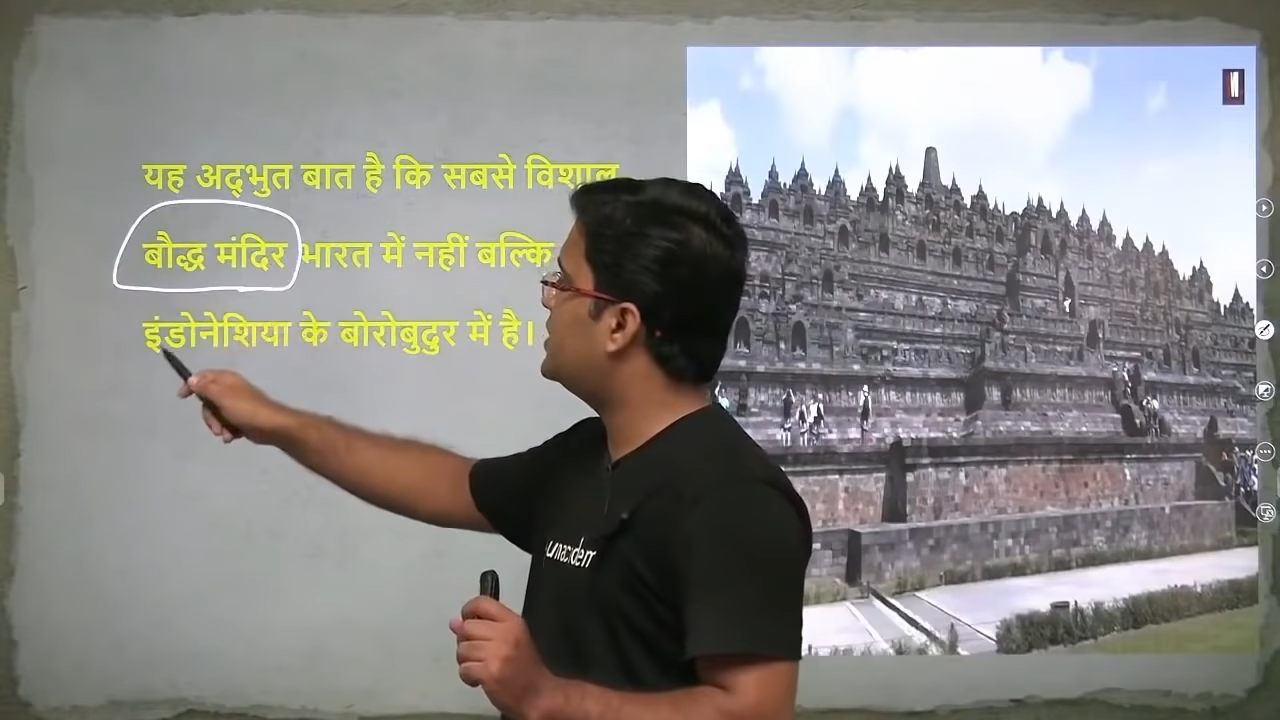 यह अद्भुत बात है कि सबसे विशाल
बौद्ध मंदिर भारत में नहीं बल्कि
इंडोनेशिया के बोरोबुदुर में है।
unacadem